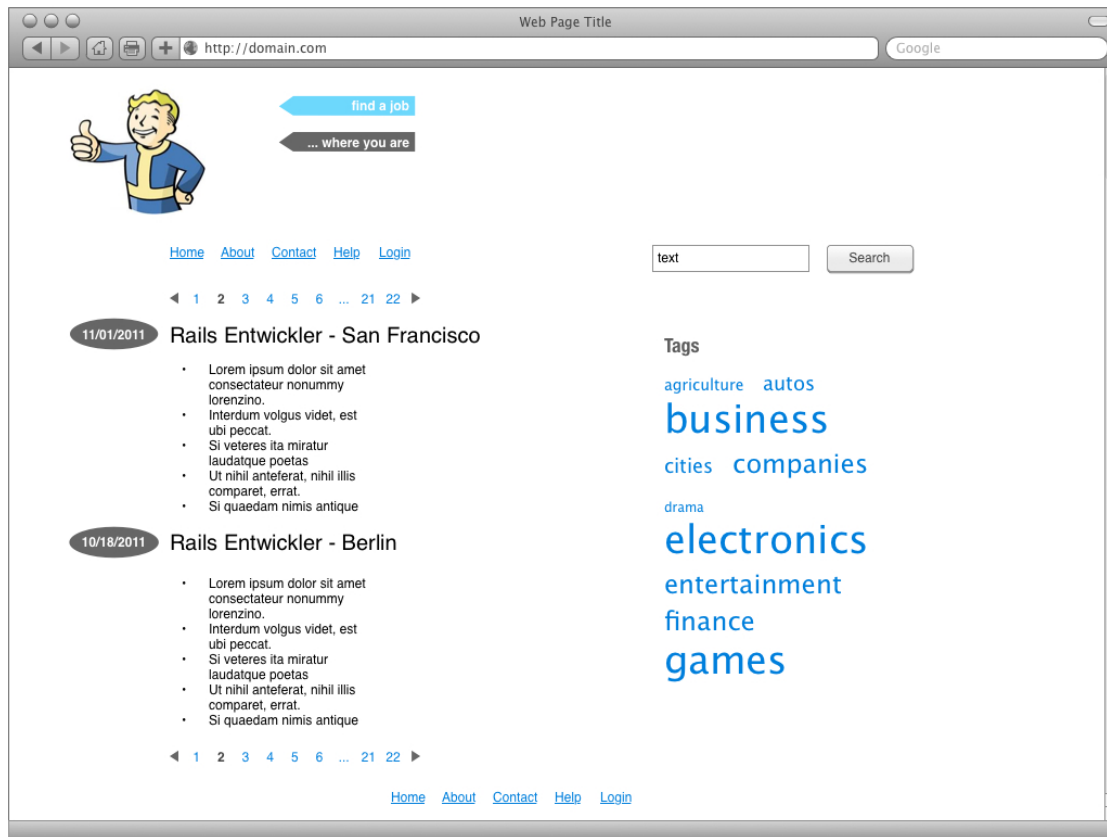 Web Page Title
http://domain.com
Google
find a job
... where you are
Home About Contact Help Login
text
Search
1 2 3 4 5 6 ... 21 22
11/01/2011
Rails Entwickler - San Francisco
• Lorem ipsum dolor sit amet
consectateur nonummy
lorenzino.
• Interdum volgus videt, est
ubi peccat.
• Si veteres ita miratur
laudatque poetas
• Ut nihil anteferat, nihil illis
comparet, errat.
• Si quaedam nimis antique
10/18/2011
Rails Entwickler - Berlin
• Lorem ipsum dolor sit amet
consectateur nonummy
lorenzino.
• Interdum volgus videt, est
ubi peccat.
• Si veteres ita miratur
laudatque poetas
• Ut nihil anteferat, nihil illis
comparet, errat.
• Si quaedam nimis antique
1 2 3 4 5 6 ... 21 22
Tags
agriculture autos
business
cities companies
drama
electronics
entertainment
finance
games
Home About Contact Help Login